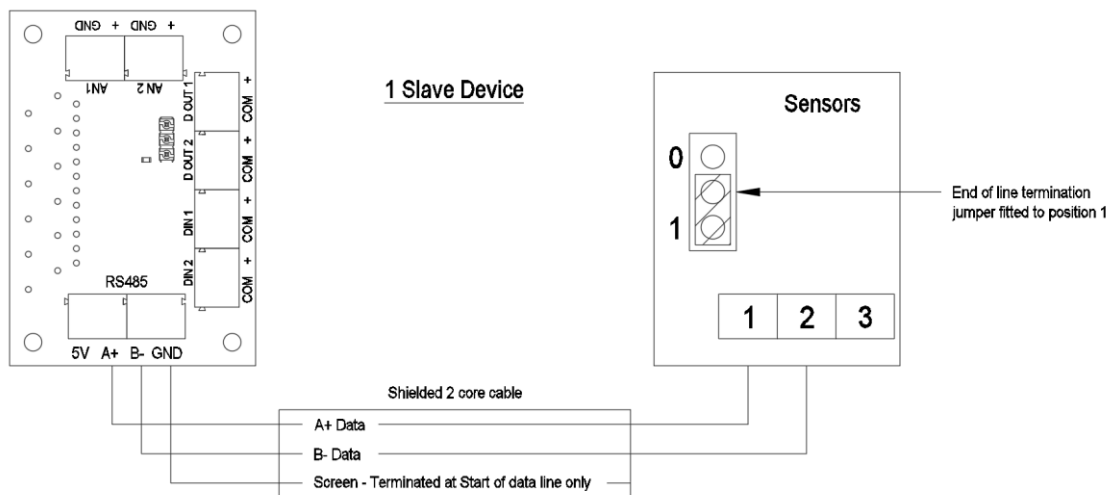 GND +
GND +
AN1
AN 2
1 Slave Device
D OUT 1
COM +
D OUT 2
COM +
DIN 1
COM +
DIN 2
COM +
RS485
5V A+ B- GND
Sensors
0
1
End of line termination
jumper fitted to position 1
1 2 3
Shielded 2 core cable
A+ Data
B- Data
Screen - Terminated at Start of data line only